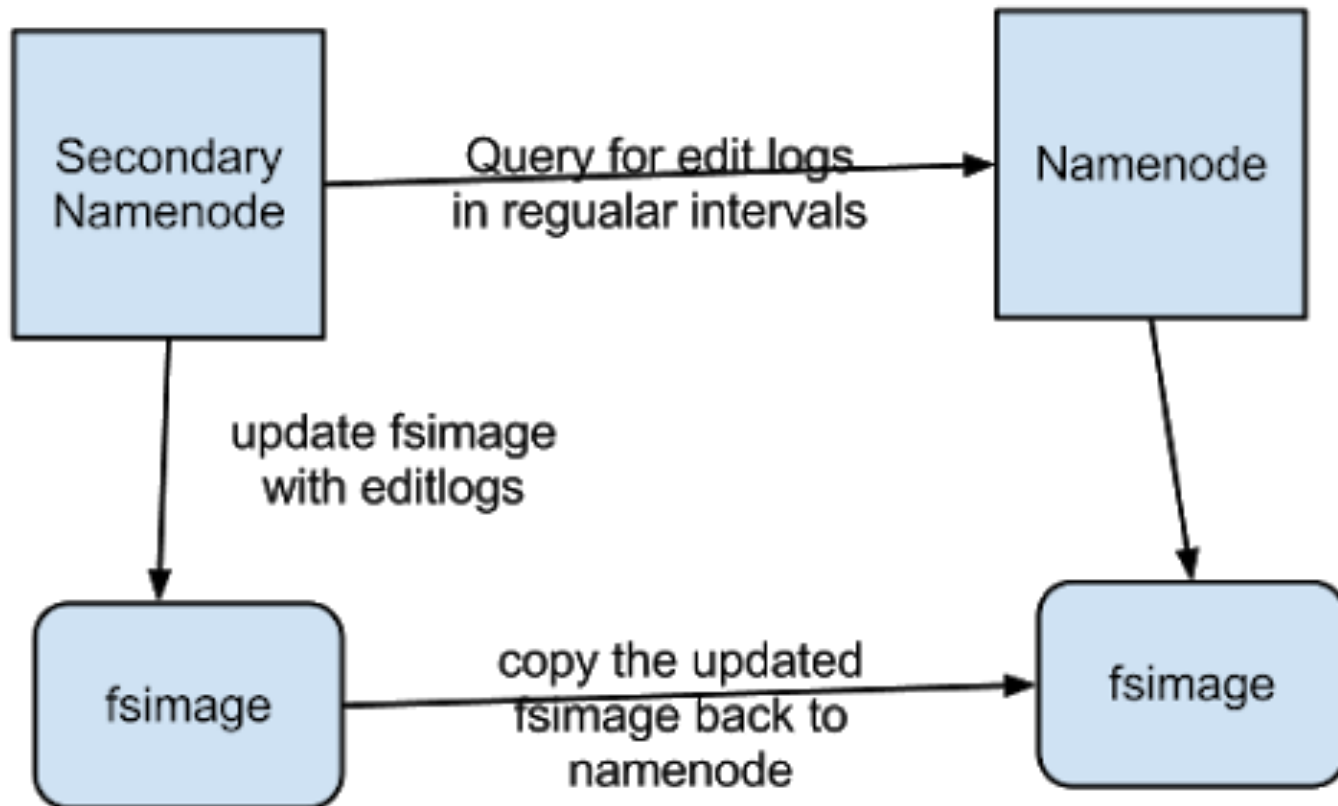 Secondary
Namenode
Query for edit logs
in regualar intervals
Namenode
update fsimage
with editlogs
fsimage
copy the updated
fsimage back to
namenode
fsimage